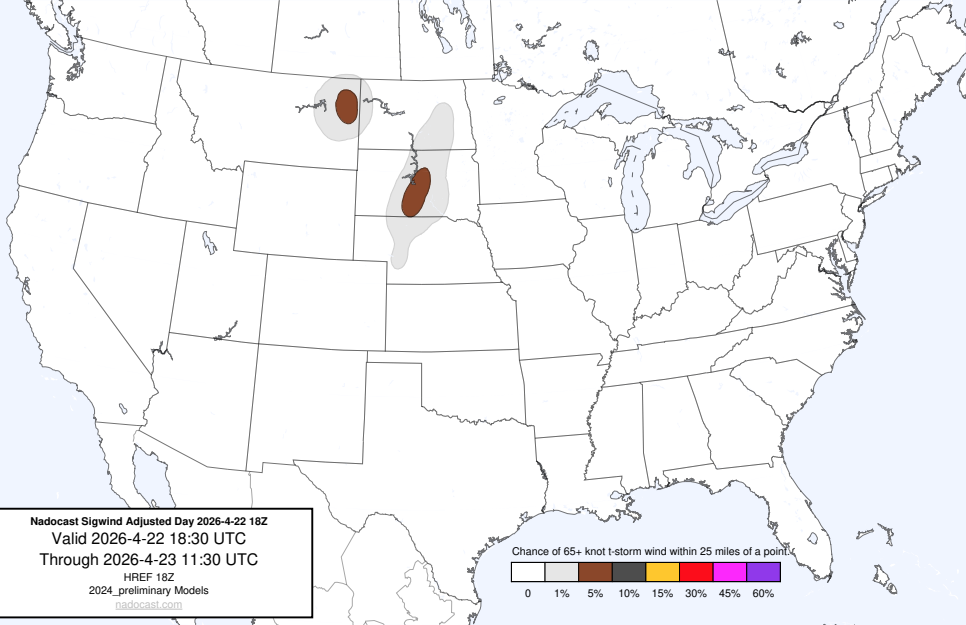 Nadocast Sigwind Adjusted Day 2026-4-22 18Z
Valid 2026-4-22 18:30 UTC
Through 2026-4-23 11:30 UTC
HREF 18Z
2024_preliminary Models
nadocast.com
Chance of 65+ knot t-storm wind within 25 miles of a point.
0 1% 5% 10% 15% 30% 45% 60%